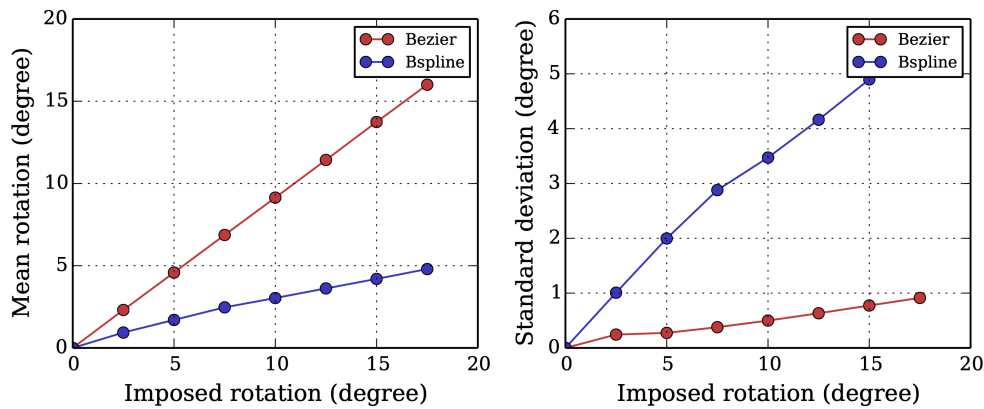 20
15
10
5
0
0
5
10
15
20
Mean rotation (degree)
Imposed rotation (degree)
Bezier
Bspline
6
5
4
3
2
1
0
0
5
10
15
20
Standard deviation (degree)
Imposed rotation (degree)
Bezier
Bspline